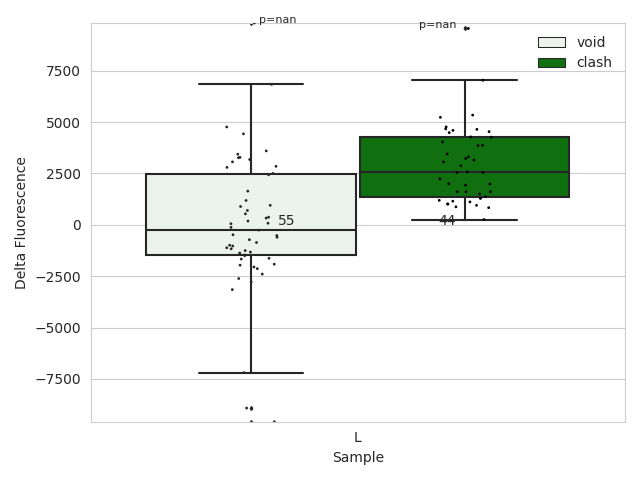 p=nan
p=nan
void
clash
7500
5000
2500
0
−2500
−5000
−7500
55
44
Delta Fluorescence
L
Sample